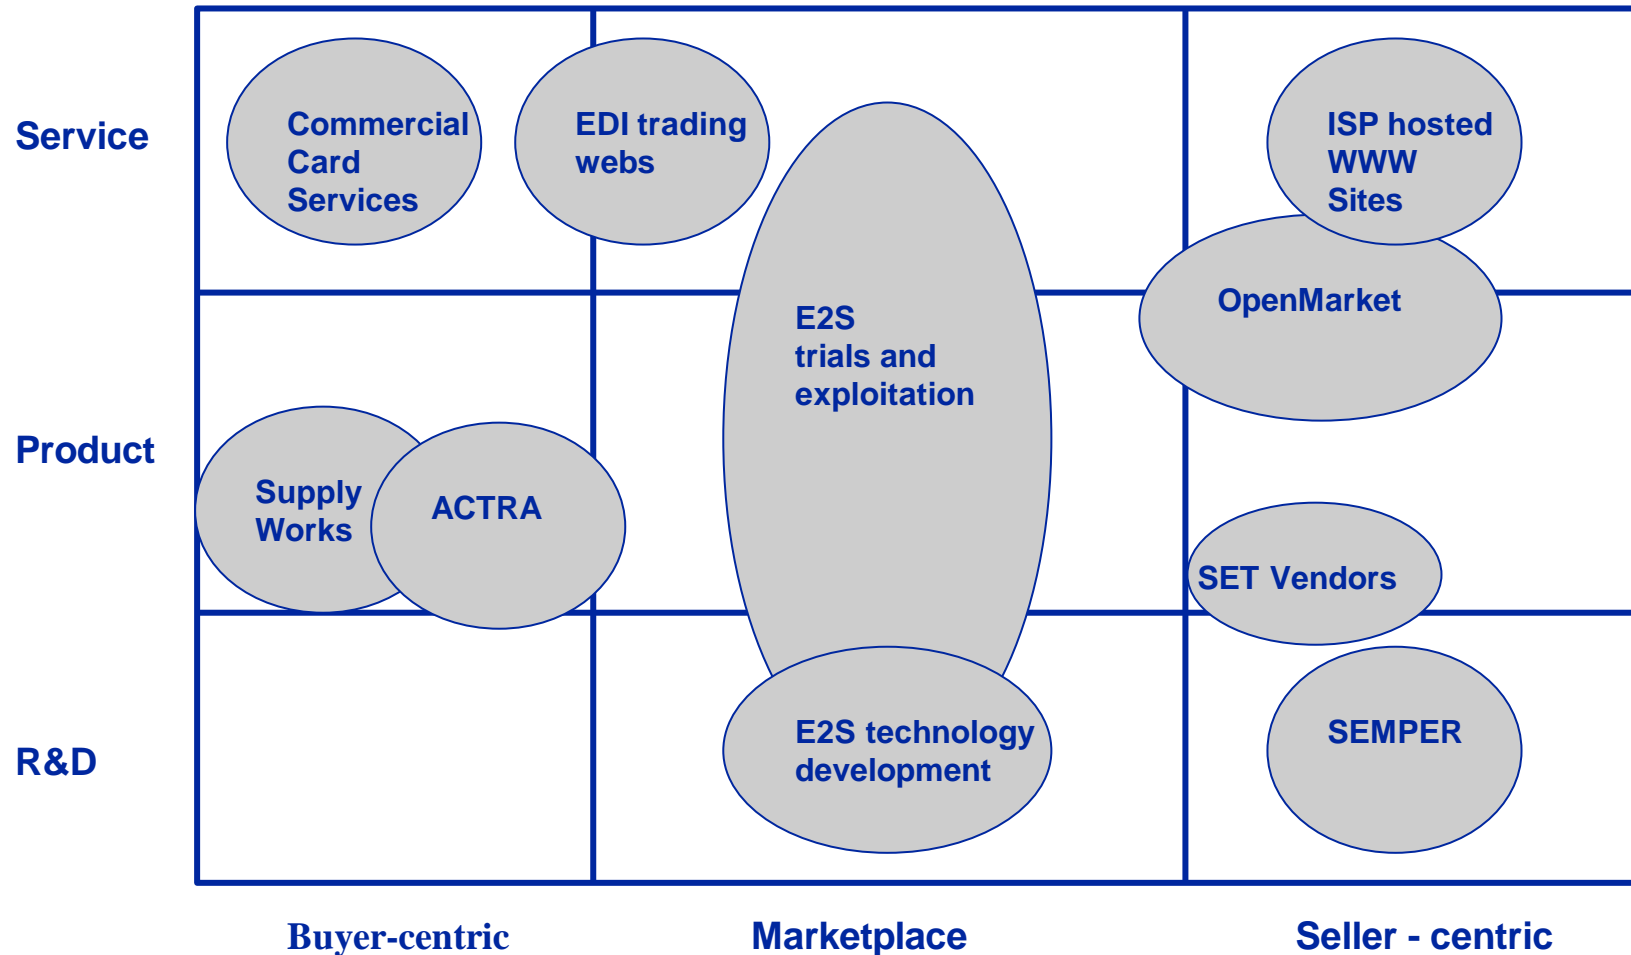 Service
Commercial
Card
Services
EDI trading
webs
ISP hosted
WWW
Sites
OpenMarket
E2S
trials and
exploitation
Product
Supply
Works
ACTRA
SET Vendors
R&D
E2S technology
development
SEMPER
Buyer-centric
Marketplace
Seller - centric